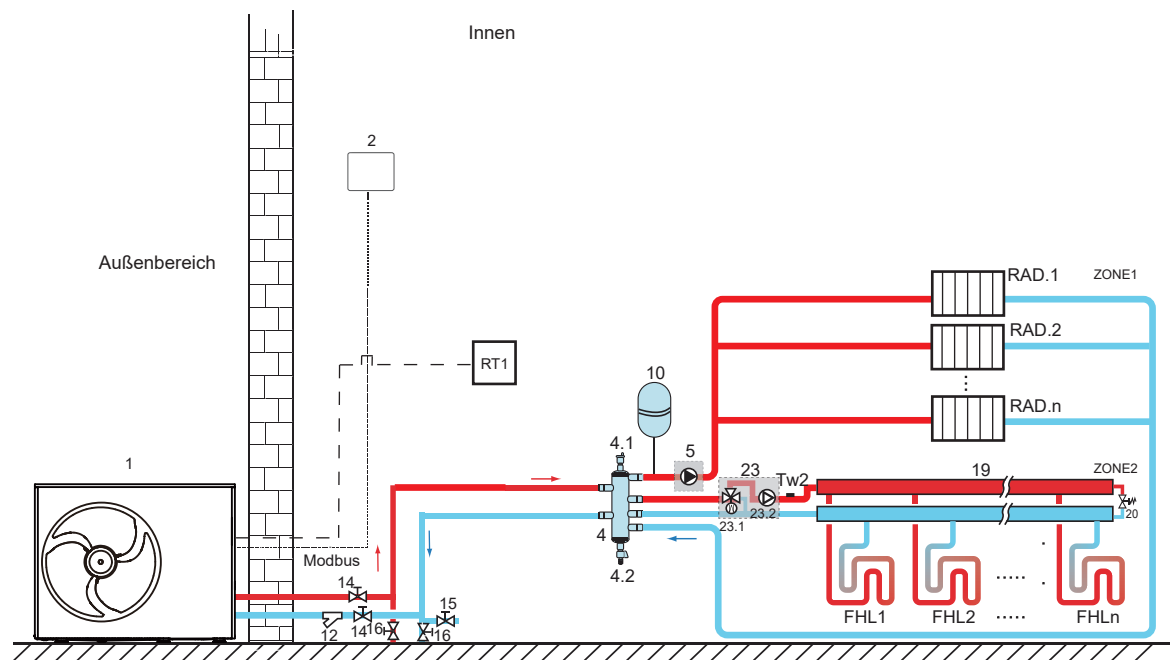 Innen
2
Außenbereich
RAD.1 ZONE1
RAD.2
RT1
10
RAD.n
4.1
5
1
23 Tw2 19 ZONE2
23.1 23.2 20
4
Modbus
4.2
14
15
12 14 16 16
FHL1 FHL2 FHLn